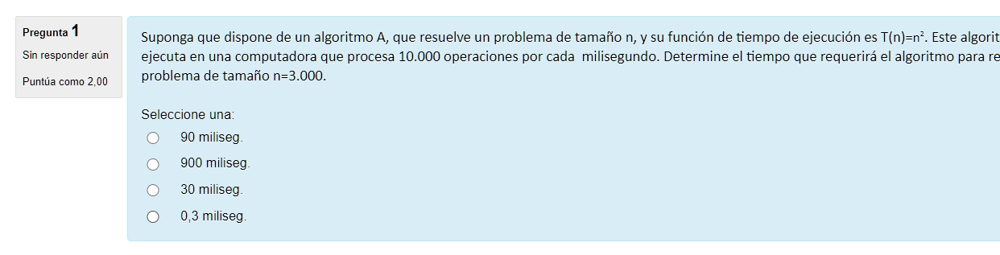 Pregunta 1
Sin responder aún
Puntúa como 2,00
Suponga que dispone de un algoritmo A, que resuelve un problema de tamaño n, y su función de tiempo de ejecución es T(n)=n². Este algorit
ejecuta en una computadora que procesa 10.000 operaciones por cada milisegundo. Determine el tiempo que requerirá el algoritmo para re
problema de tamaño n=3.000.
Seleccione una:
90 miliseg.
900 miliseg.
30 miliseg.
0,3 miliseg.